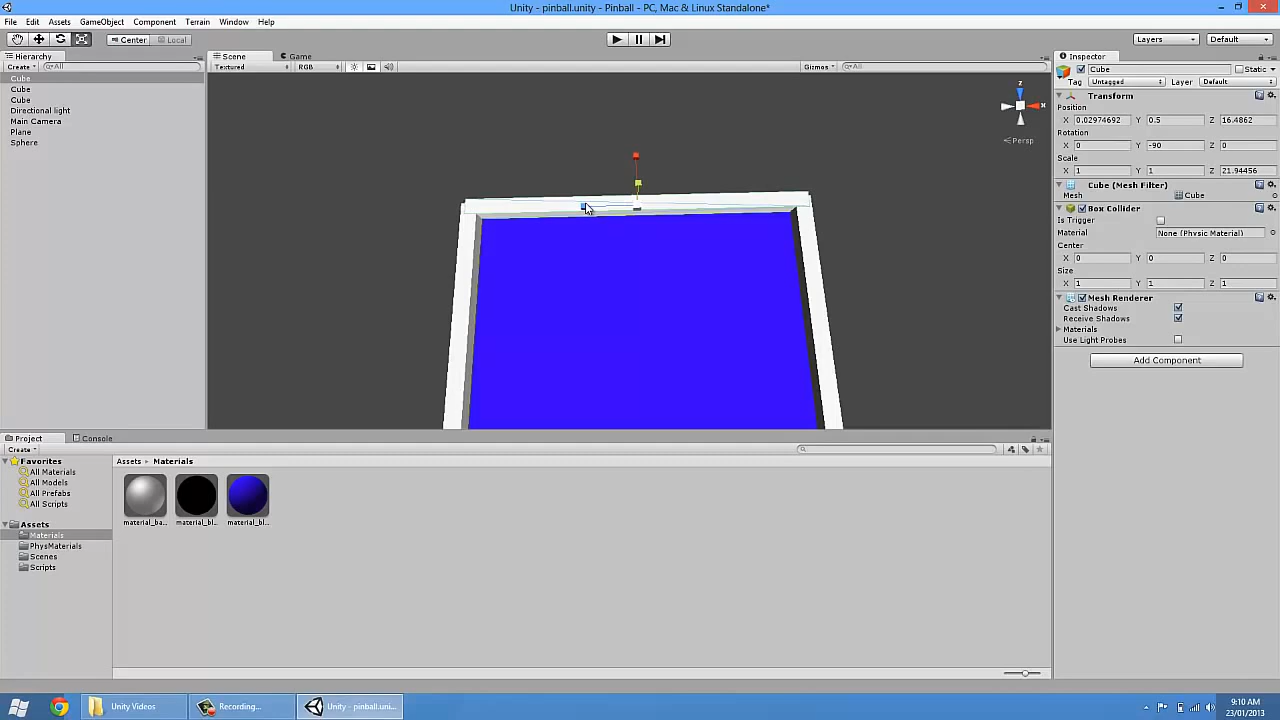 Unity - pinball.unity - Pinball - PC, Mac & Linux Standalone*
File Edit Assets GameObject Component Terrain Window Help
Center Local
Layers Default
Hierarchy
Create All
Cube
Cube
Cube
Directional light
Main Camera
Plane
Sphere
Scene Game
Textured RGB Gizmos All
z
x
Persp
Inspector
Cube Static
Tag Untagged Layer Default
Transform
Position
X 0.02974692 Y 0.5 Z 16.4862
Rotation
X 0 Y -90 Z 0
Scale
X 1 Y 1 Z 21.94456
Cube (Mesh Filter)
Mesh Cube
Box Collider
Is Trigger
Material None (Physic Material)
Center
X 0 Y 0 Z 0
Size
X 1 Y 1 Z 1
Mesh Renderer
Cast Shadows
Receive Shadows
Materials
Use Light Probes
Add Component
Project Console
Create
Favorites
All Materials
All Models
All Prefabs
All Scripts
Assets
Materials
PhysMaterials
Scenes
Scripts
Assets Materials
material_ba... material_bl... material_bl...
Unity Videos Recording... Unity - pinball.uni...
9:10 AM
23/01/2013